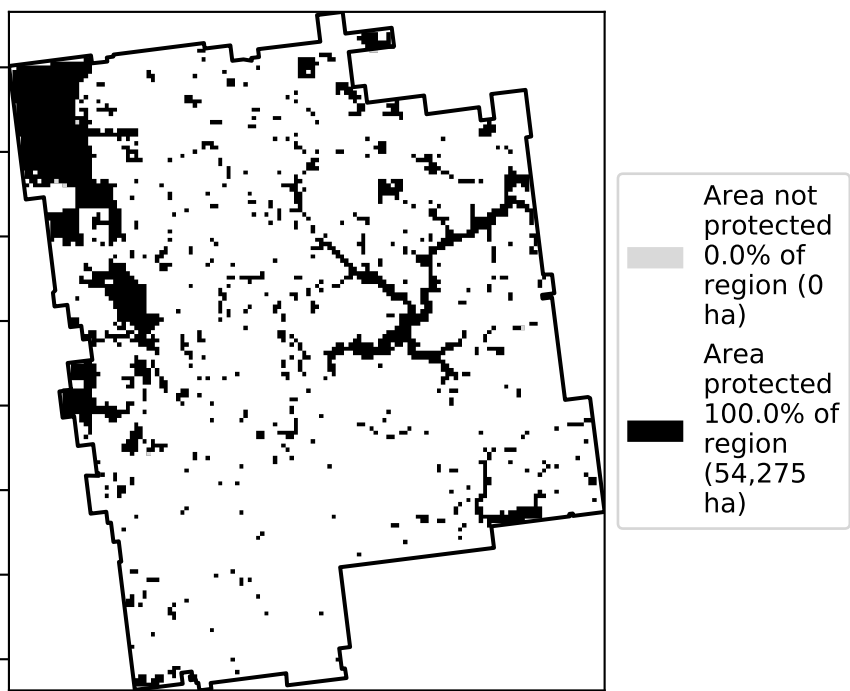 Area not
protected
0.0% of
region (0
ha)
Area
protected
100.0% of
region
(54,275
ha)